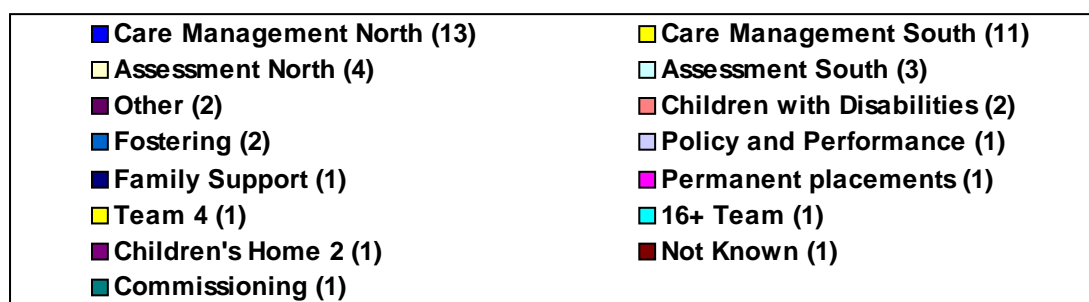 Care Management North (13) Care Management South (11)
Assessment North (4) Assessment South (3)
Other (2) Children with Disabilities (2)
Fostering (2) Policy and Performance (1)
Family Support (1) Permanent placements (1)
Team 4 (1) 16+ Team (1)
Children's Home 2 (1) Not Known (1)
Commissioning (1)